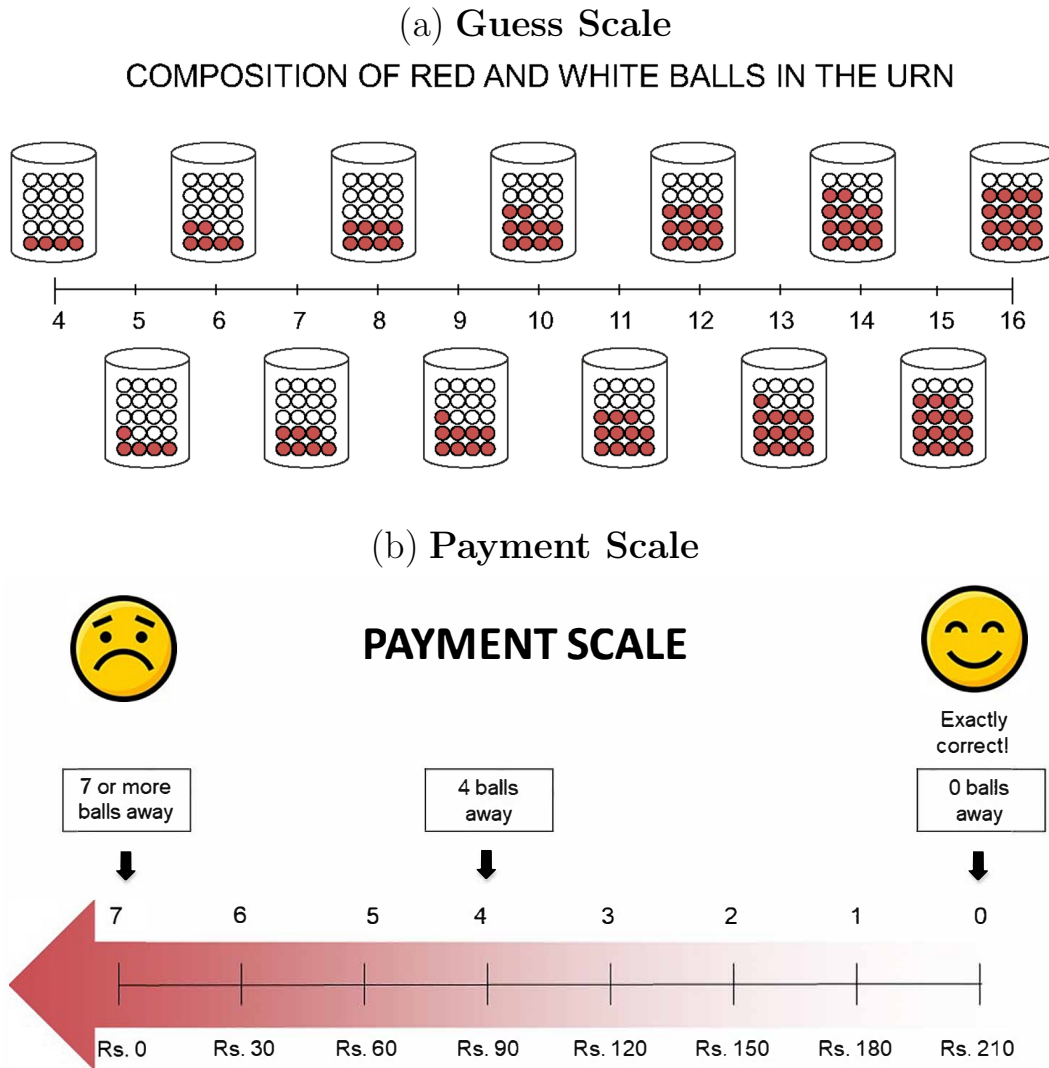 (a) Guess Scale
COMPOSITION OF RED AND WHITE BALLS IN THE URN
4 5 6 7 8 9 10 11 12 13 14 15 16
(b) Payment Scale
PAYMENT SCALE
Exactly
correct!
7 or more
balls away
4 balls
away
0 balls
away
7 6 5 4 3 2 1 0
Rs. 0 Rs. 30 Rs. 60 Rs. 90 Rs. 120 Rs. 150 Rs. 180 Rs. 210